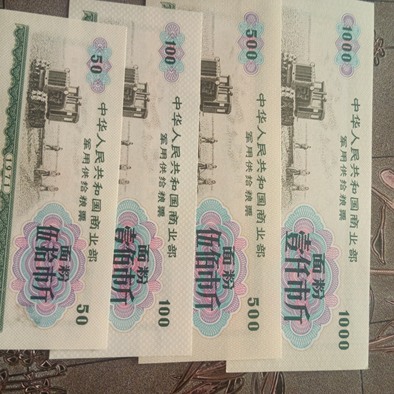 50
中华人民共和国商业部
军用供给粮票
面粉
伍拾市斤
50
1971
100
中华人民共和国商业部
军用供给粮票
面粉
壹佰市斤
100
500
中华人民共和国商业部
军用供给粮票
面粉
伍佰市斤
500
1000
中华人民共和国商业部
军用供给粮票
面粉
壹仟市斤
1000